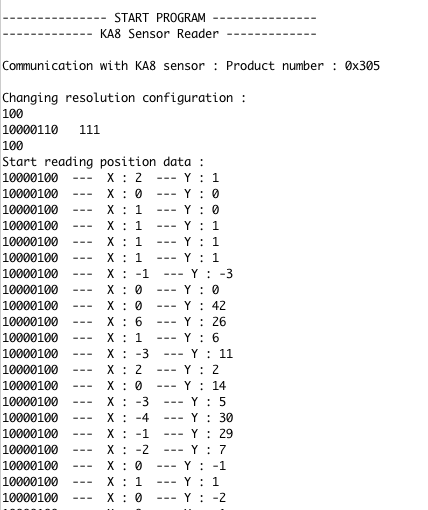 --------------- START PROGRAM ---------------
------------- KA8 Sensor Reader -------------
Communication with KA8 sensor : Product number : 0x305
Changing resolution configuration :
100
10000110   111
100
Start reading position data :
10000100  ---  X : 2  --- Y : 1
10000100  ---  X : 0  --- Y : 0
10000100  ---  X : 1  --- Y : 0
10000100  ---  X : 1  --- Y : 1
10000100  ---  X : 1  --- Y : 1
10000100  ---  X : 1  --- Y : 1
10000100  ---  X : -1  --- Y : -3
10000100  ---  X : 0  --- Y : 0
10000100  ---  X : 0  --- Y : 42
10000100  ---  X : 6  --- Y : 26
10000100  ---  X : 1  --- Y : 6
10000100  ---  X : -3  --- Y : 11
10000100  ---  X : 2  --- Y : 2
10000100  ---  X : 0  --- Y : 14
10000100  ---  X : -3  --- Y : 5
10000100  ---  X : -4  --- Y : 30
10000100  ---  X : -1  --- Y : 29
10000100  ---  X : -2  --- Y : 7
10000100  ---  X : 0  --- Y : -1
10000100  ---  X : 1  --- Y : 1
10000100  ---  X : 0  --- Y : -2